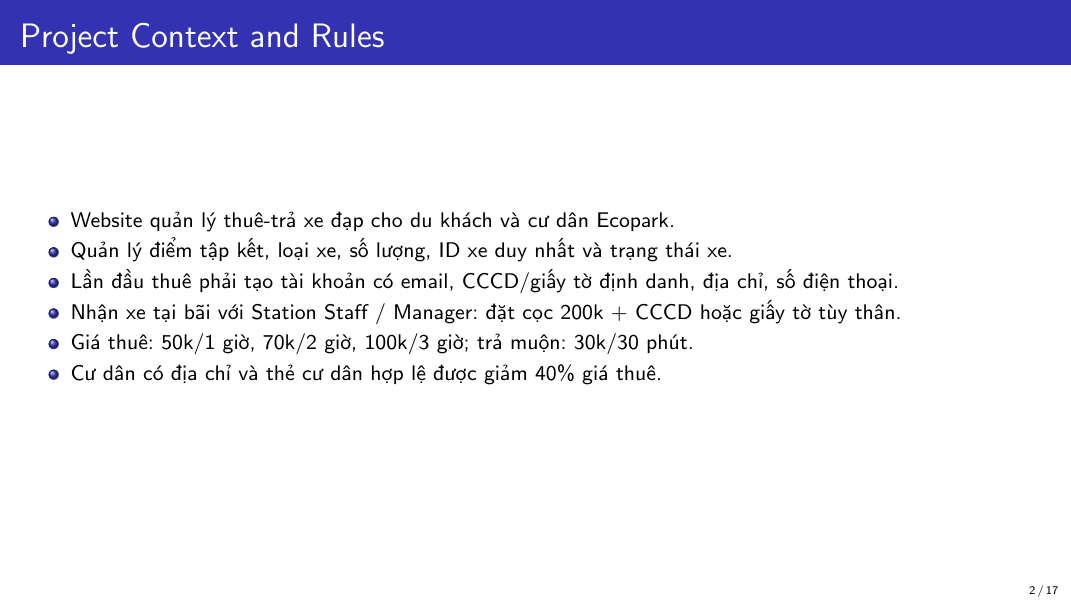 Project Context and Rules
Website quản lý thuê-trả xe đạp cho du khách và cư dân Ecopark.
Quản lý điểm tập kết, loại xe, số lượng, ID xe duy nhất và trạng thái xe.
Lần đầu thuê phải tạo tài khoản có email, CCCD/giấy tờ định danh, địa chỉ, số điện thoại.
Nhận xe tại bãi với Station Staff / Manager: đặt cọc 200k + CCCD hoặc giấy tờ tùy thân.
Giá thuê: 50k/1 giờ, 70k/2 giờ, 100k/3 giờ; trả muộn: 30k/30 phút.
Cư dân có địa chỉ và thẻ cư dân hợp lệ được giảm 40% giá thuê.
2 / 17